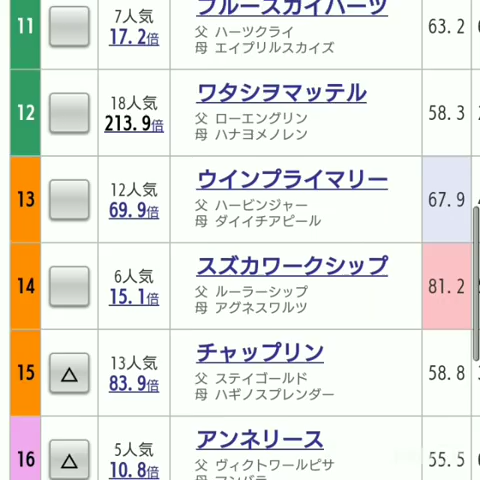 11
7人気
17.2倍
ブルースカイハーツ
父 ハーツクライ
母 エイプリルスカイズ
63.2
12
18人気
213.9倍
ワタシヲマッテル
父 ローエングリン
母 ハナヨメノレン
58.3
13
12人気
69.9倍
ウインプライマリー
父 ハービンジャー
母 ダイイチアピール
67.9
14
6人気
15.1倍
スズカワークシップ
父 ルーラーシップ
母 アグネスワルツ
81.2
15
△
13人気
83.9倍
チャップリン
父 ステイゴールド
母 ハギノスプレンダー
58.8
16
△
5人気
10.8倍
アンネリース
父 ヴィクトワールピサ
母
55.5